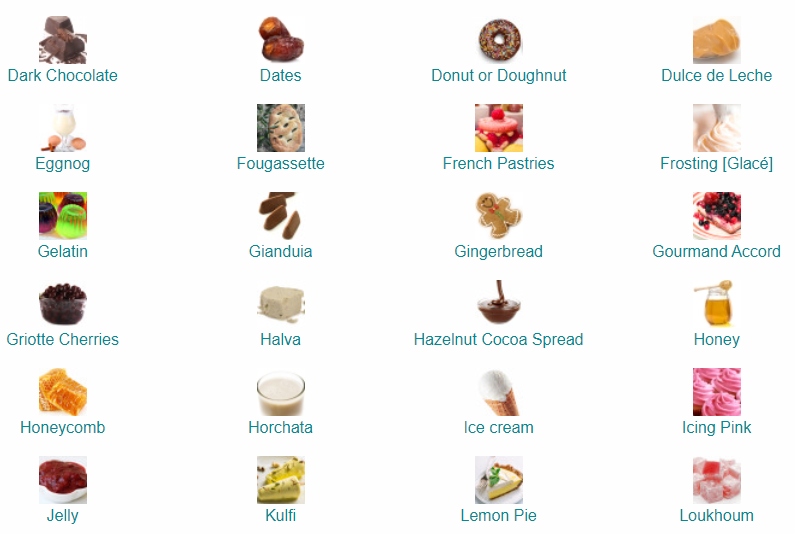 Dark Chocolate
Dates
Donut or Doughnut
Dulce de Leche
Eggnog
Fougassette
French Pastries
Frosting [Glacé]
Gelatin
Gianduia
Gingerbread
Gourmand Accord
Griotte Cherries
Halva
Hazelnut Cocoa Spread
Honey
Honeycomb
Horchata
Ice cream
Icing Pink
Jelly
Kulfi
Lemon Pie
Loukhoum